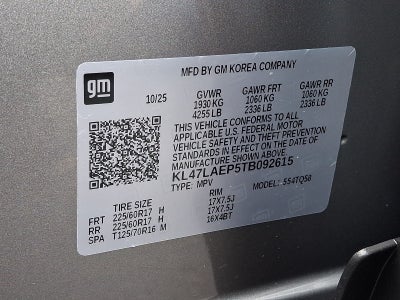 gm
MFD BY GM KOREA COMPANY
10/25 GVWR GAWR FRT GAWR RR
1930 KG 1060 KG 1060 KG
4255 LB 2336 LB 2336 LB
THIS VEHICLE CONFORMS TO ALL
APPLICABLE U.S. FEDERAL MOTOR
VEHICLE SAFETY AND THEFT PREVENTION
STANDARDS IN EFFECT ON THE DATE OF
MANUFACTURE SHOWN ABOVE
KL47LAEP5TB092615
TYPE: MPV MODEL: 5S4TQ58
TIRE SIZE RIM
FRT 225/60R17 H 17X7.5J
RR 225/60R17 H 17X7.5J
SPA T125/70R16 M 16X4BT